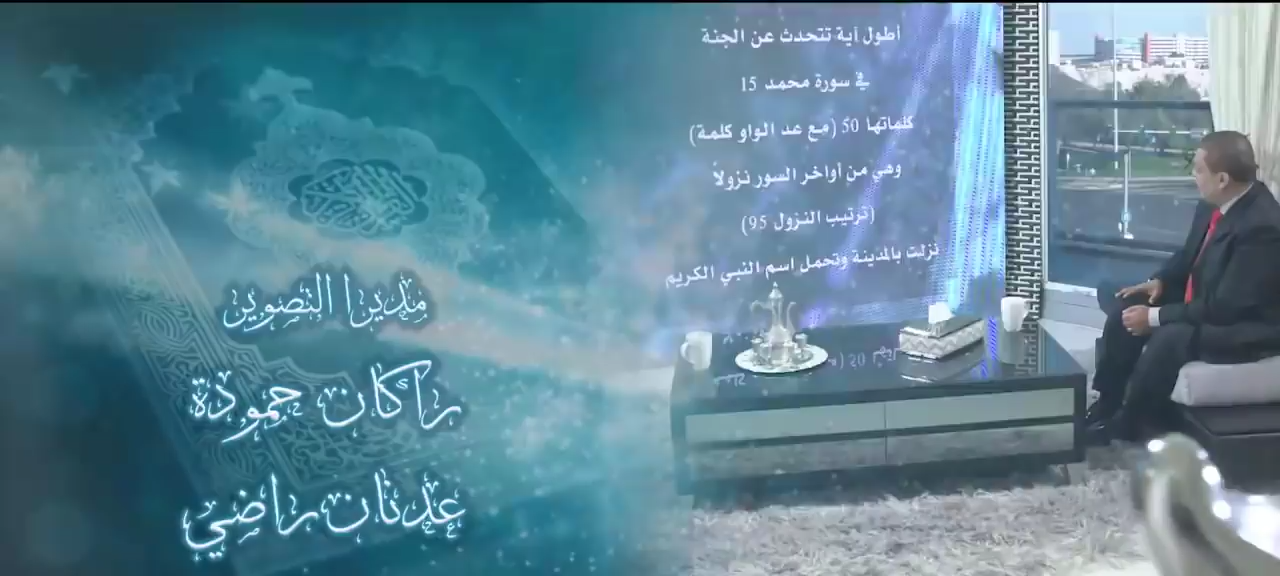 أطول آية تتحدث عن الجنة
في سورة محمد 15
كلماتها 50 (مع عد الواو كلمة)
وهي من أواخر السور نزولاً
(ترتيب النزول 95)
نزلت بالمدينة وتحمل اسم النبي الكريم
مديرا التصوير
راكان حمودة
عدنان راضي